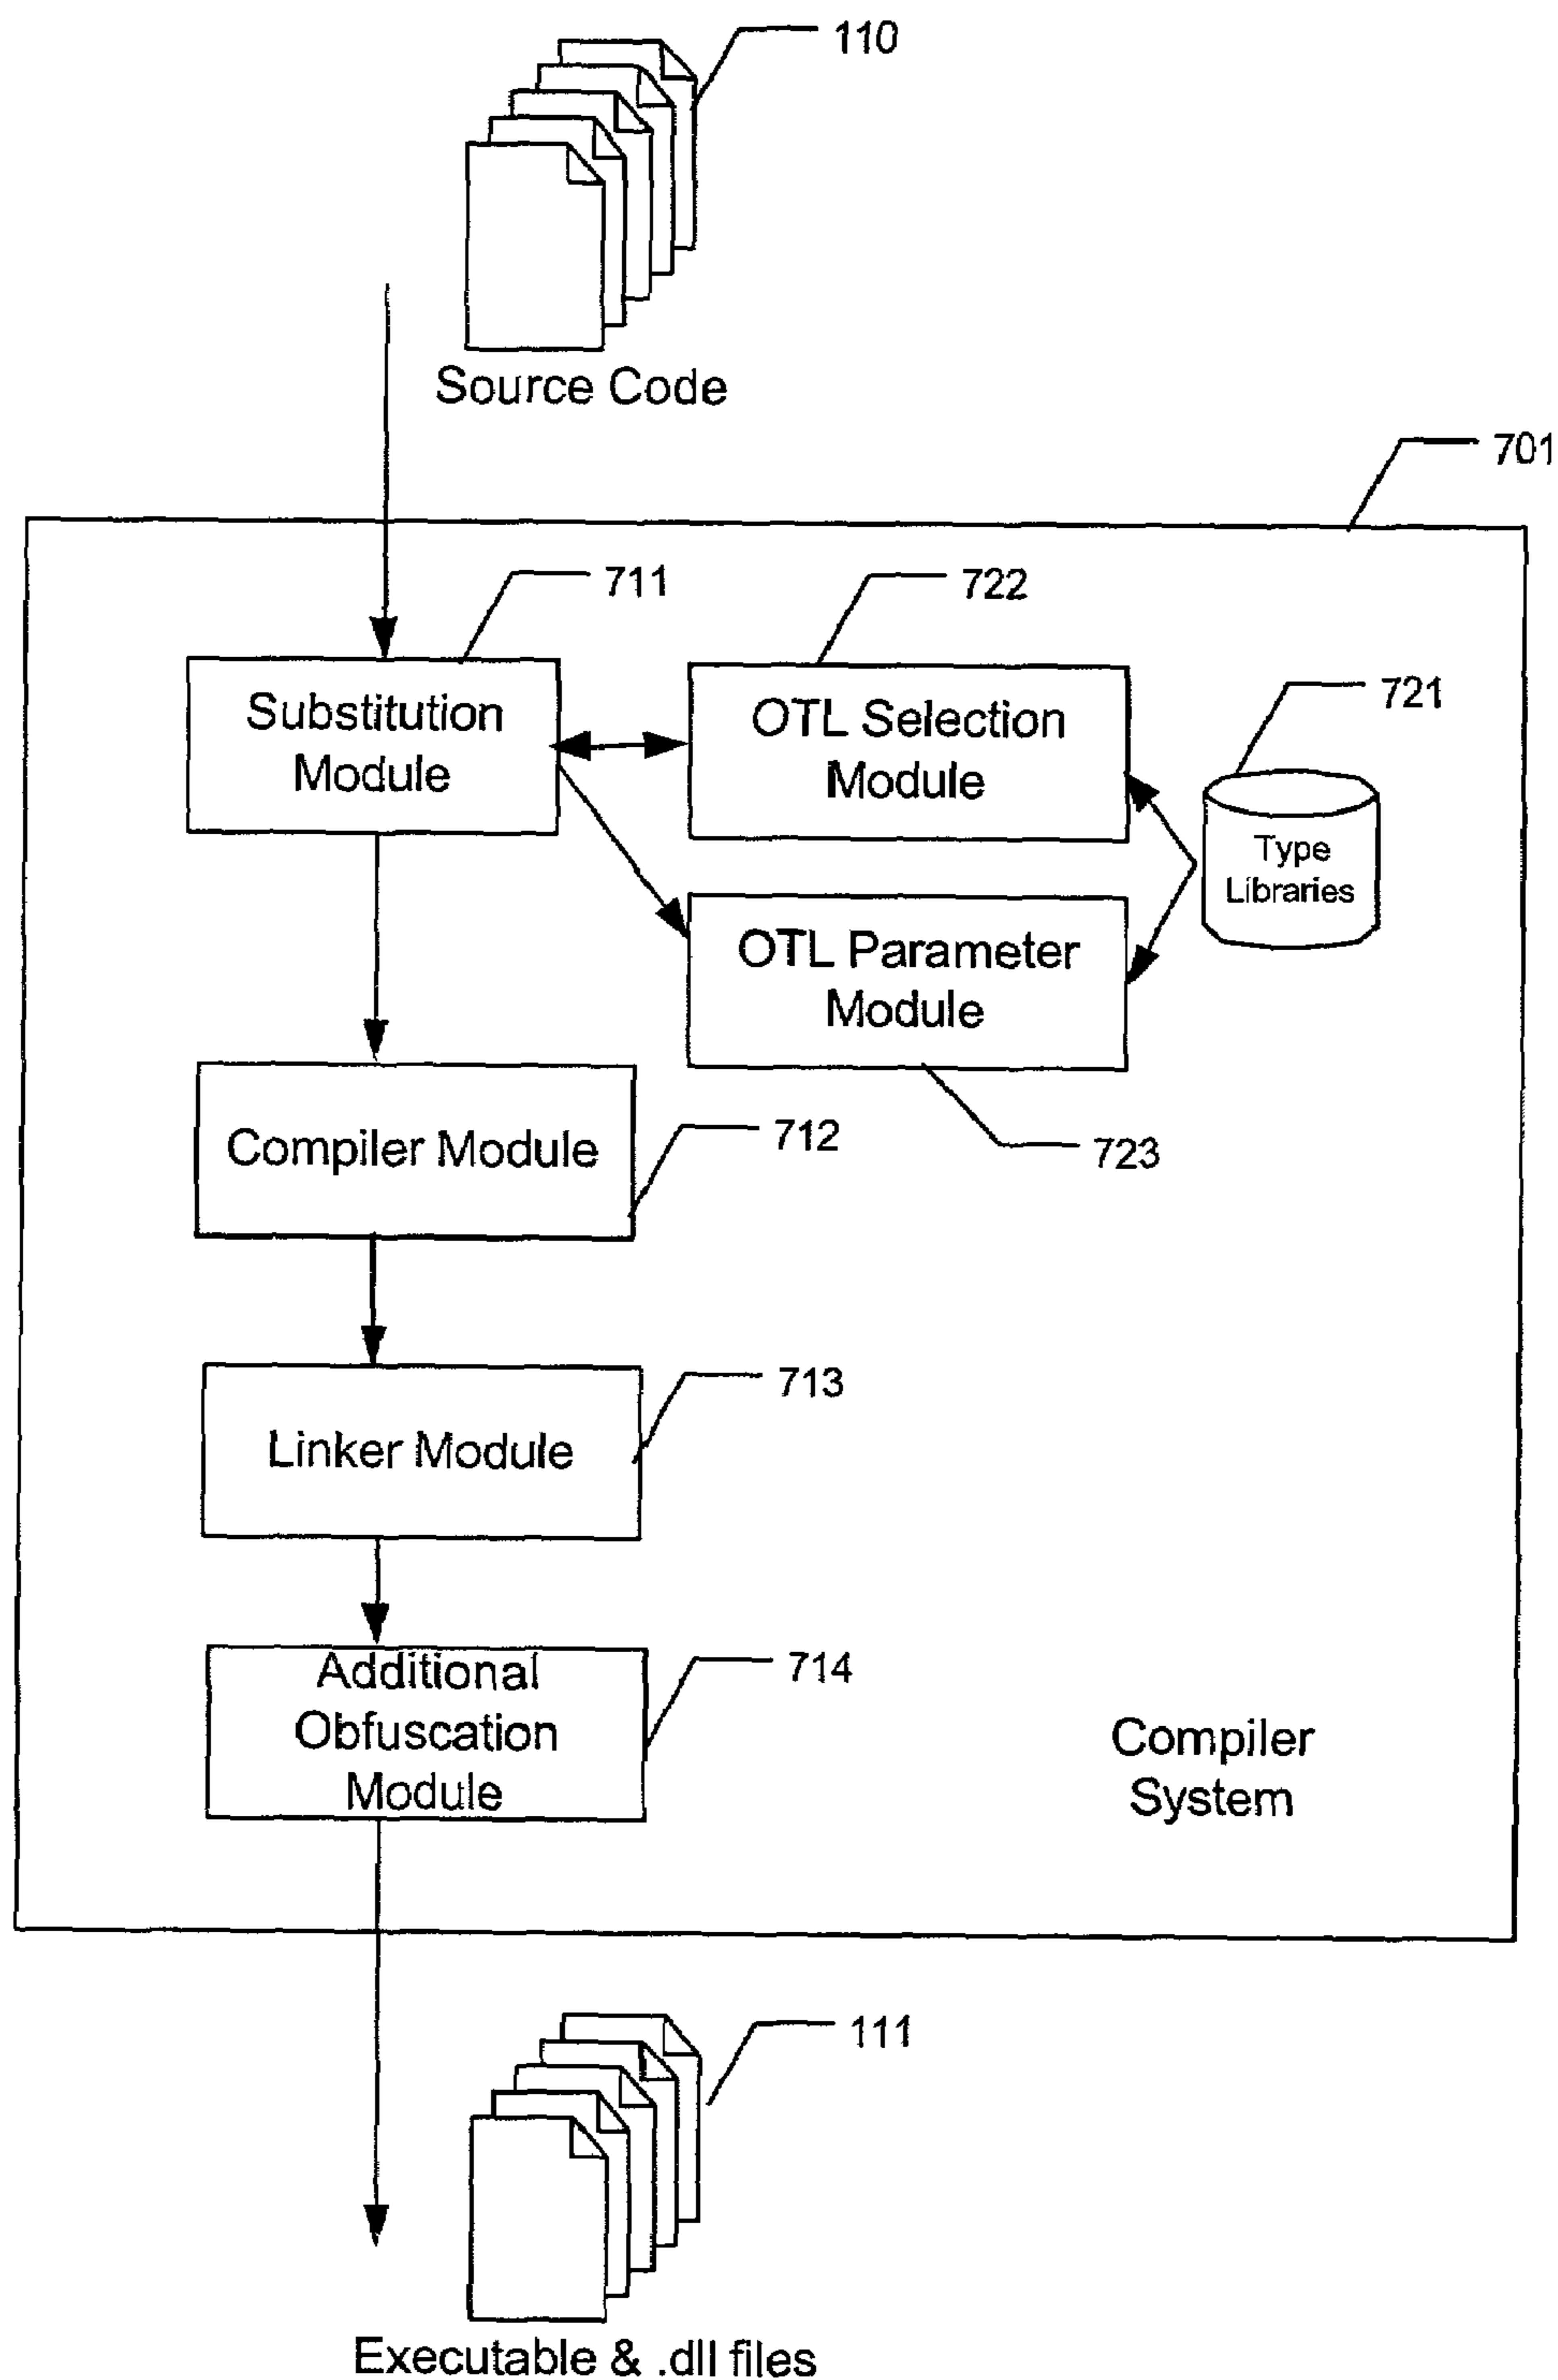 110
Source Code
701
711
722
721
Substitution
Module
OTL Selection
Module
Type
Libraries
OTL Parameter
Module
Compiler Module
712
723
713
Linker Module
714
Additional
Obfuscation
Module
Compiler
System
111
Executable & .dll files